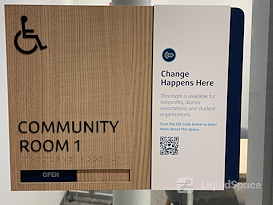 COMMUNITY
ROOM 1
OPEN
Change
Happens Here
This room is available for
nonprofits, alumni
associations and student
organizations.
Scan the QR Code below to learn
more about this space.
LiquidSpace